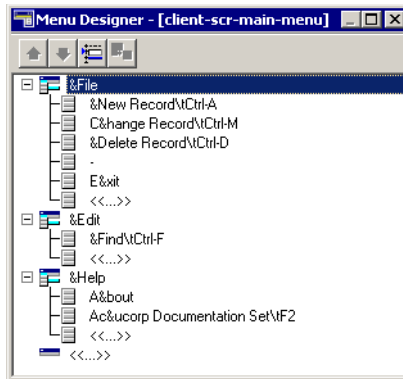 Menu Designer - [client-scr-main-menu]
&File
&New Record\tCtrl-A
C&hange Record\tCtrl-M
&Delete Record\tCtrl-D
-
E&xit
<<...>>
&Edit
&Find\tCtrl-F
<<...>>
&Help
A&bout
Ac&ucorp Documentation Set\tF2
<<...>>
<<...>>